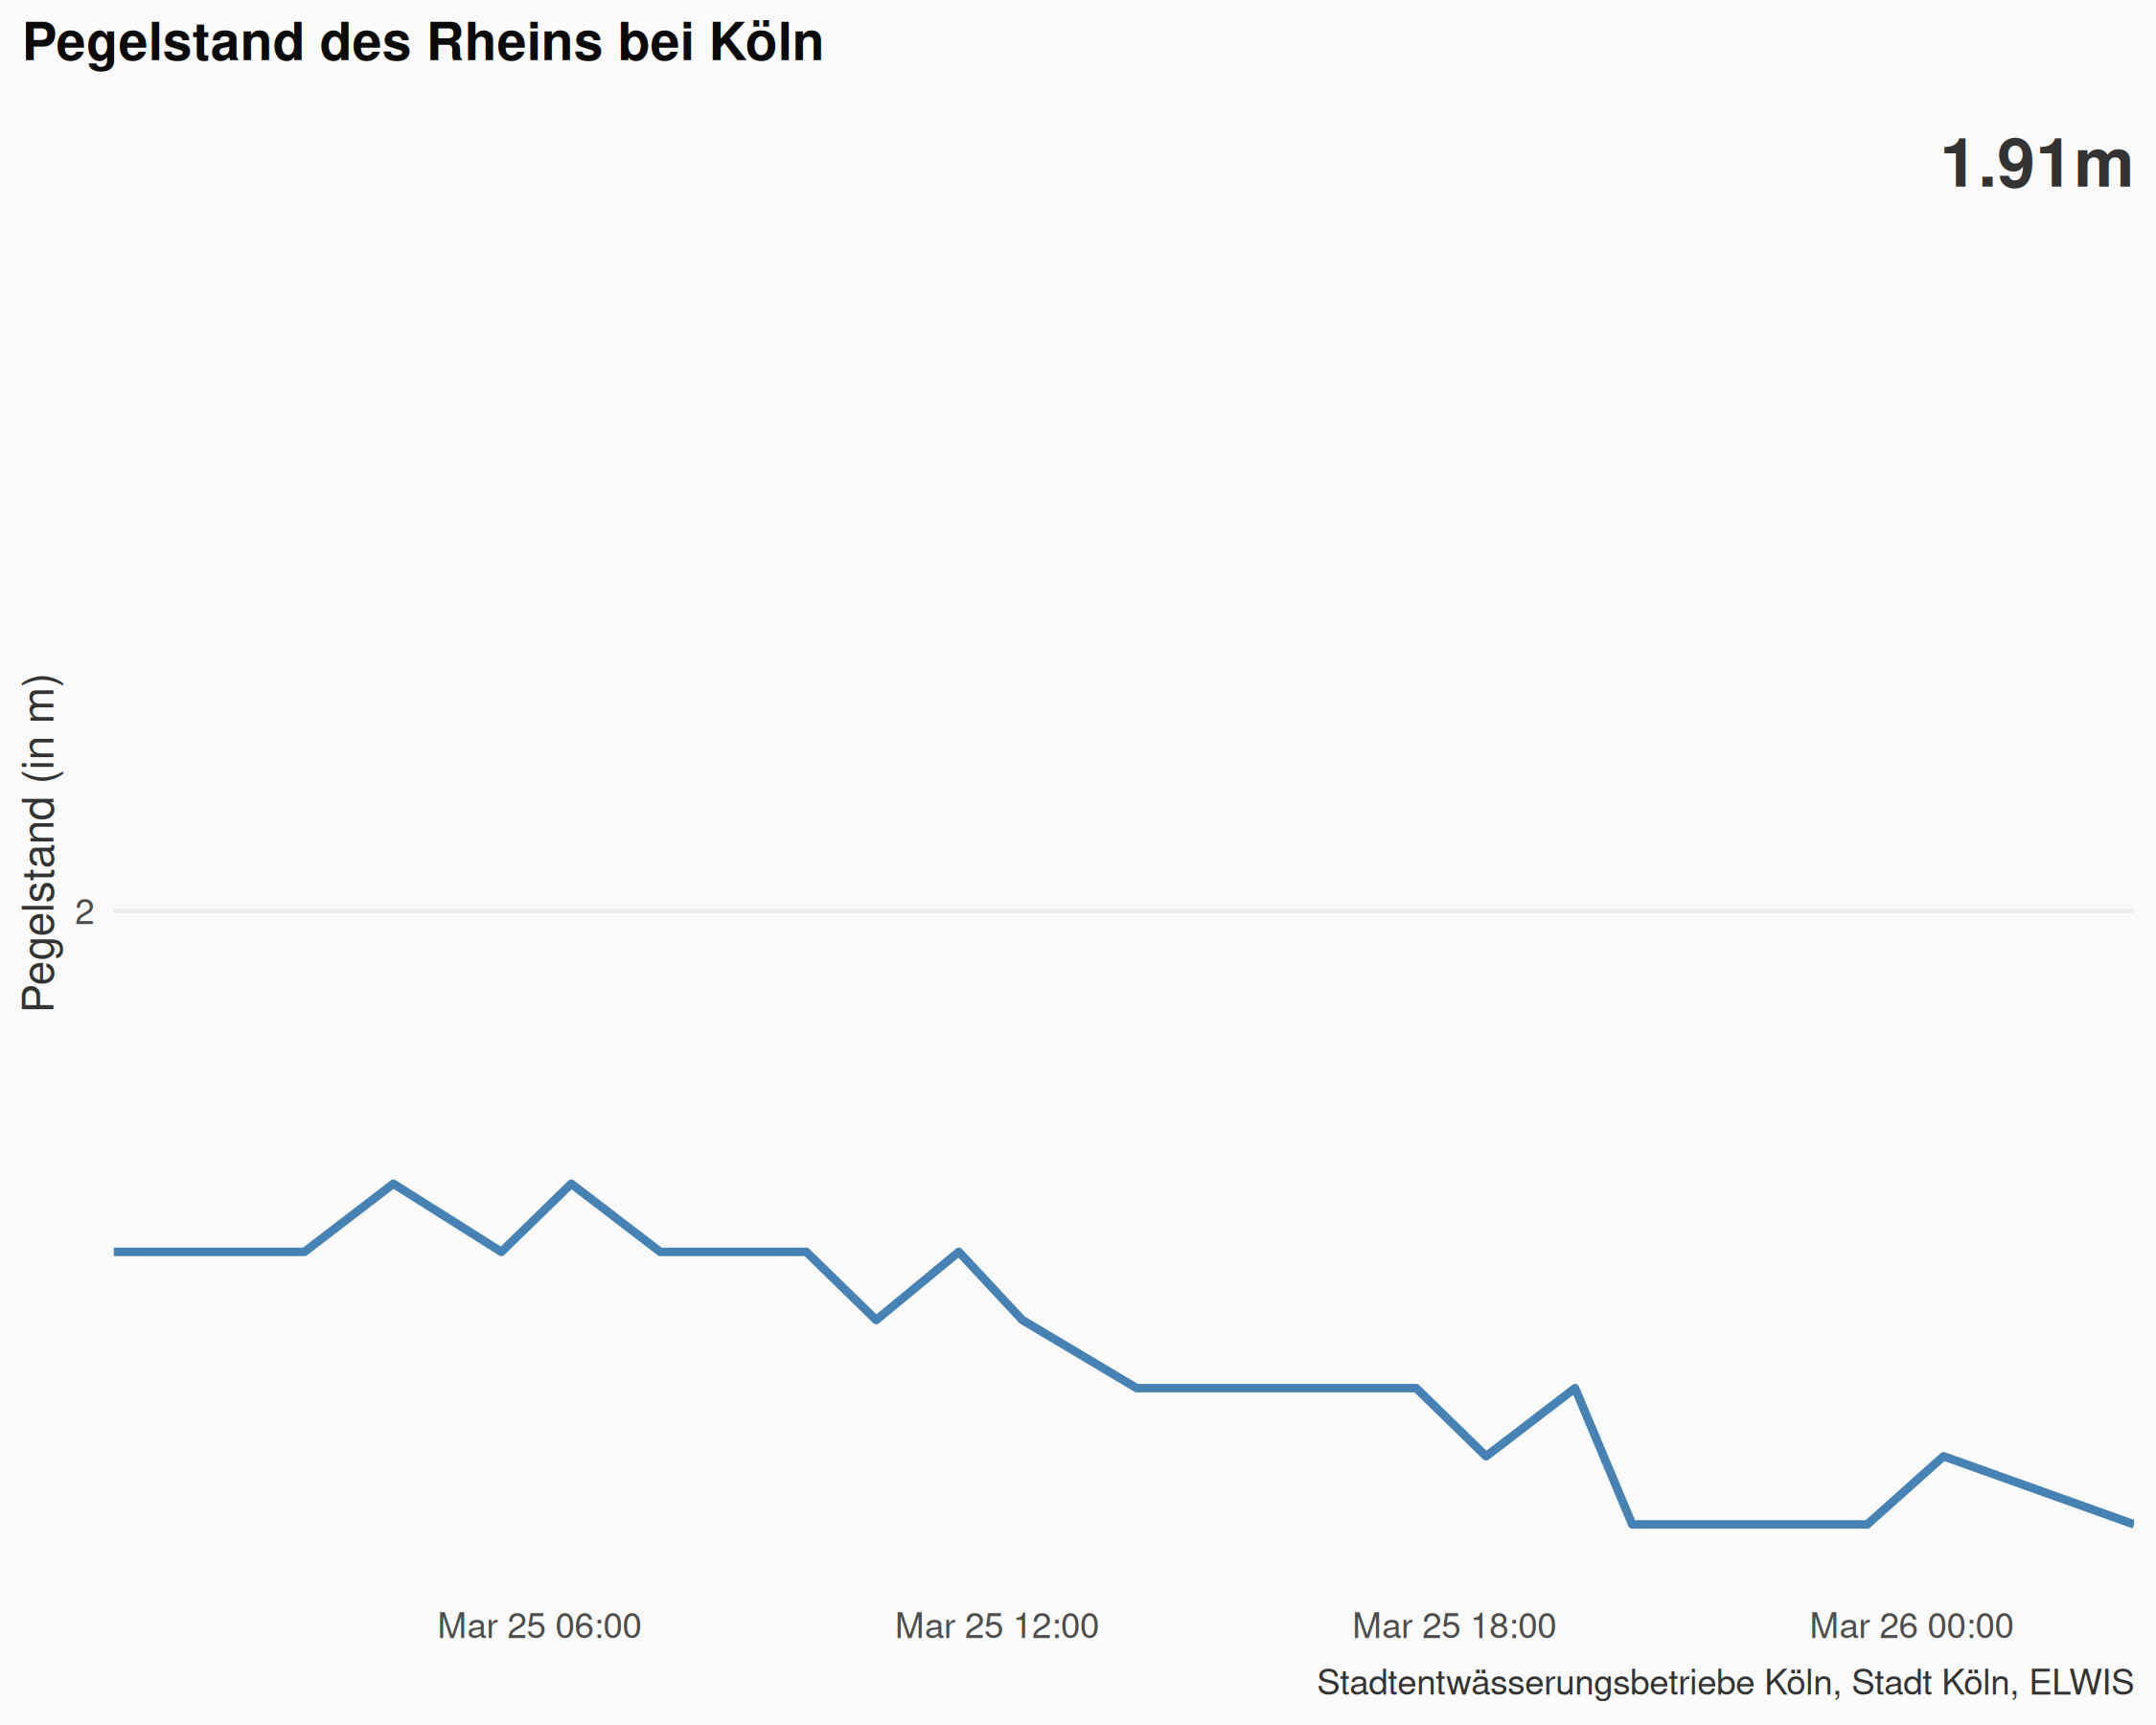 Pegelstand des Rheins bei Köln
1.91m
Pegelstand (in m)
2
Mar 25 06:00
Mar 25 12:00
Mar 25 18:00
Mar 26 00:00
Stadtentwässerungsbetriebe Köln, Stadt Köln, ELWIS